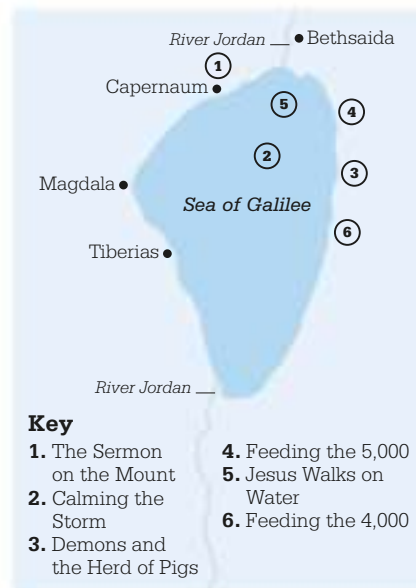 River Jordan
Bethsaida
1
Capernaum
5
4
2
Magdala
3
Sea of Galilee
6
Tiberias
River Jordan
Key
1. The Sermon
on the Mount
2. Calming the
Storm
3. Demons and
the Herd of Pigs
4. Feeding the 5,000
5. Jesus Walks on
Water
6. Feeding the 4,000